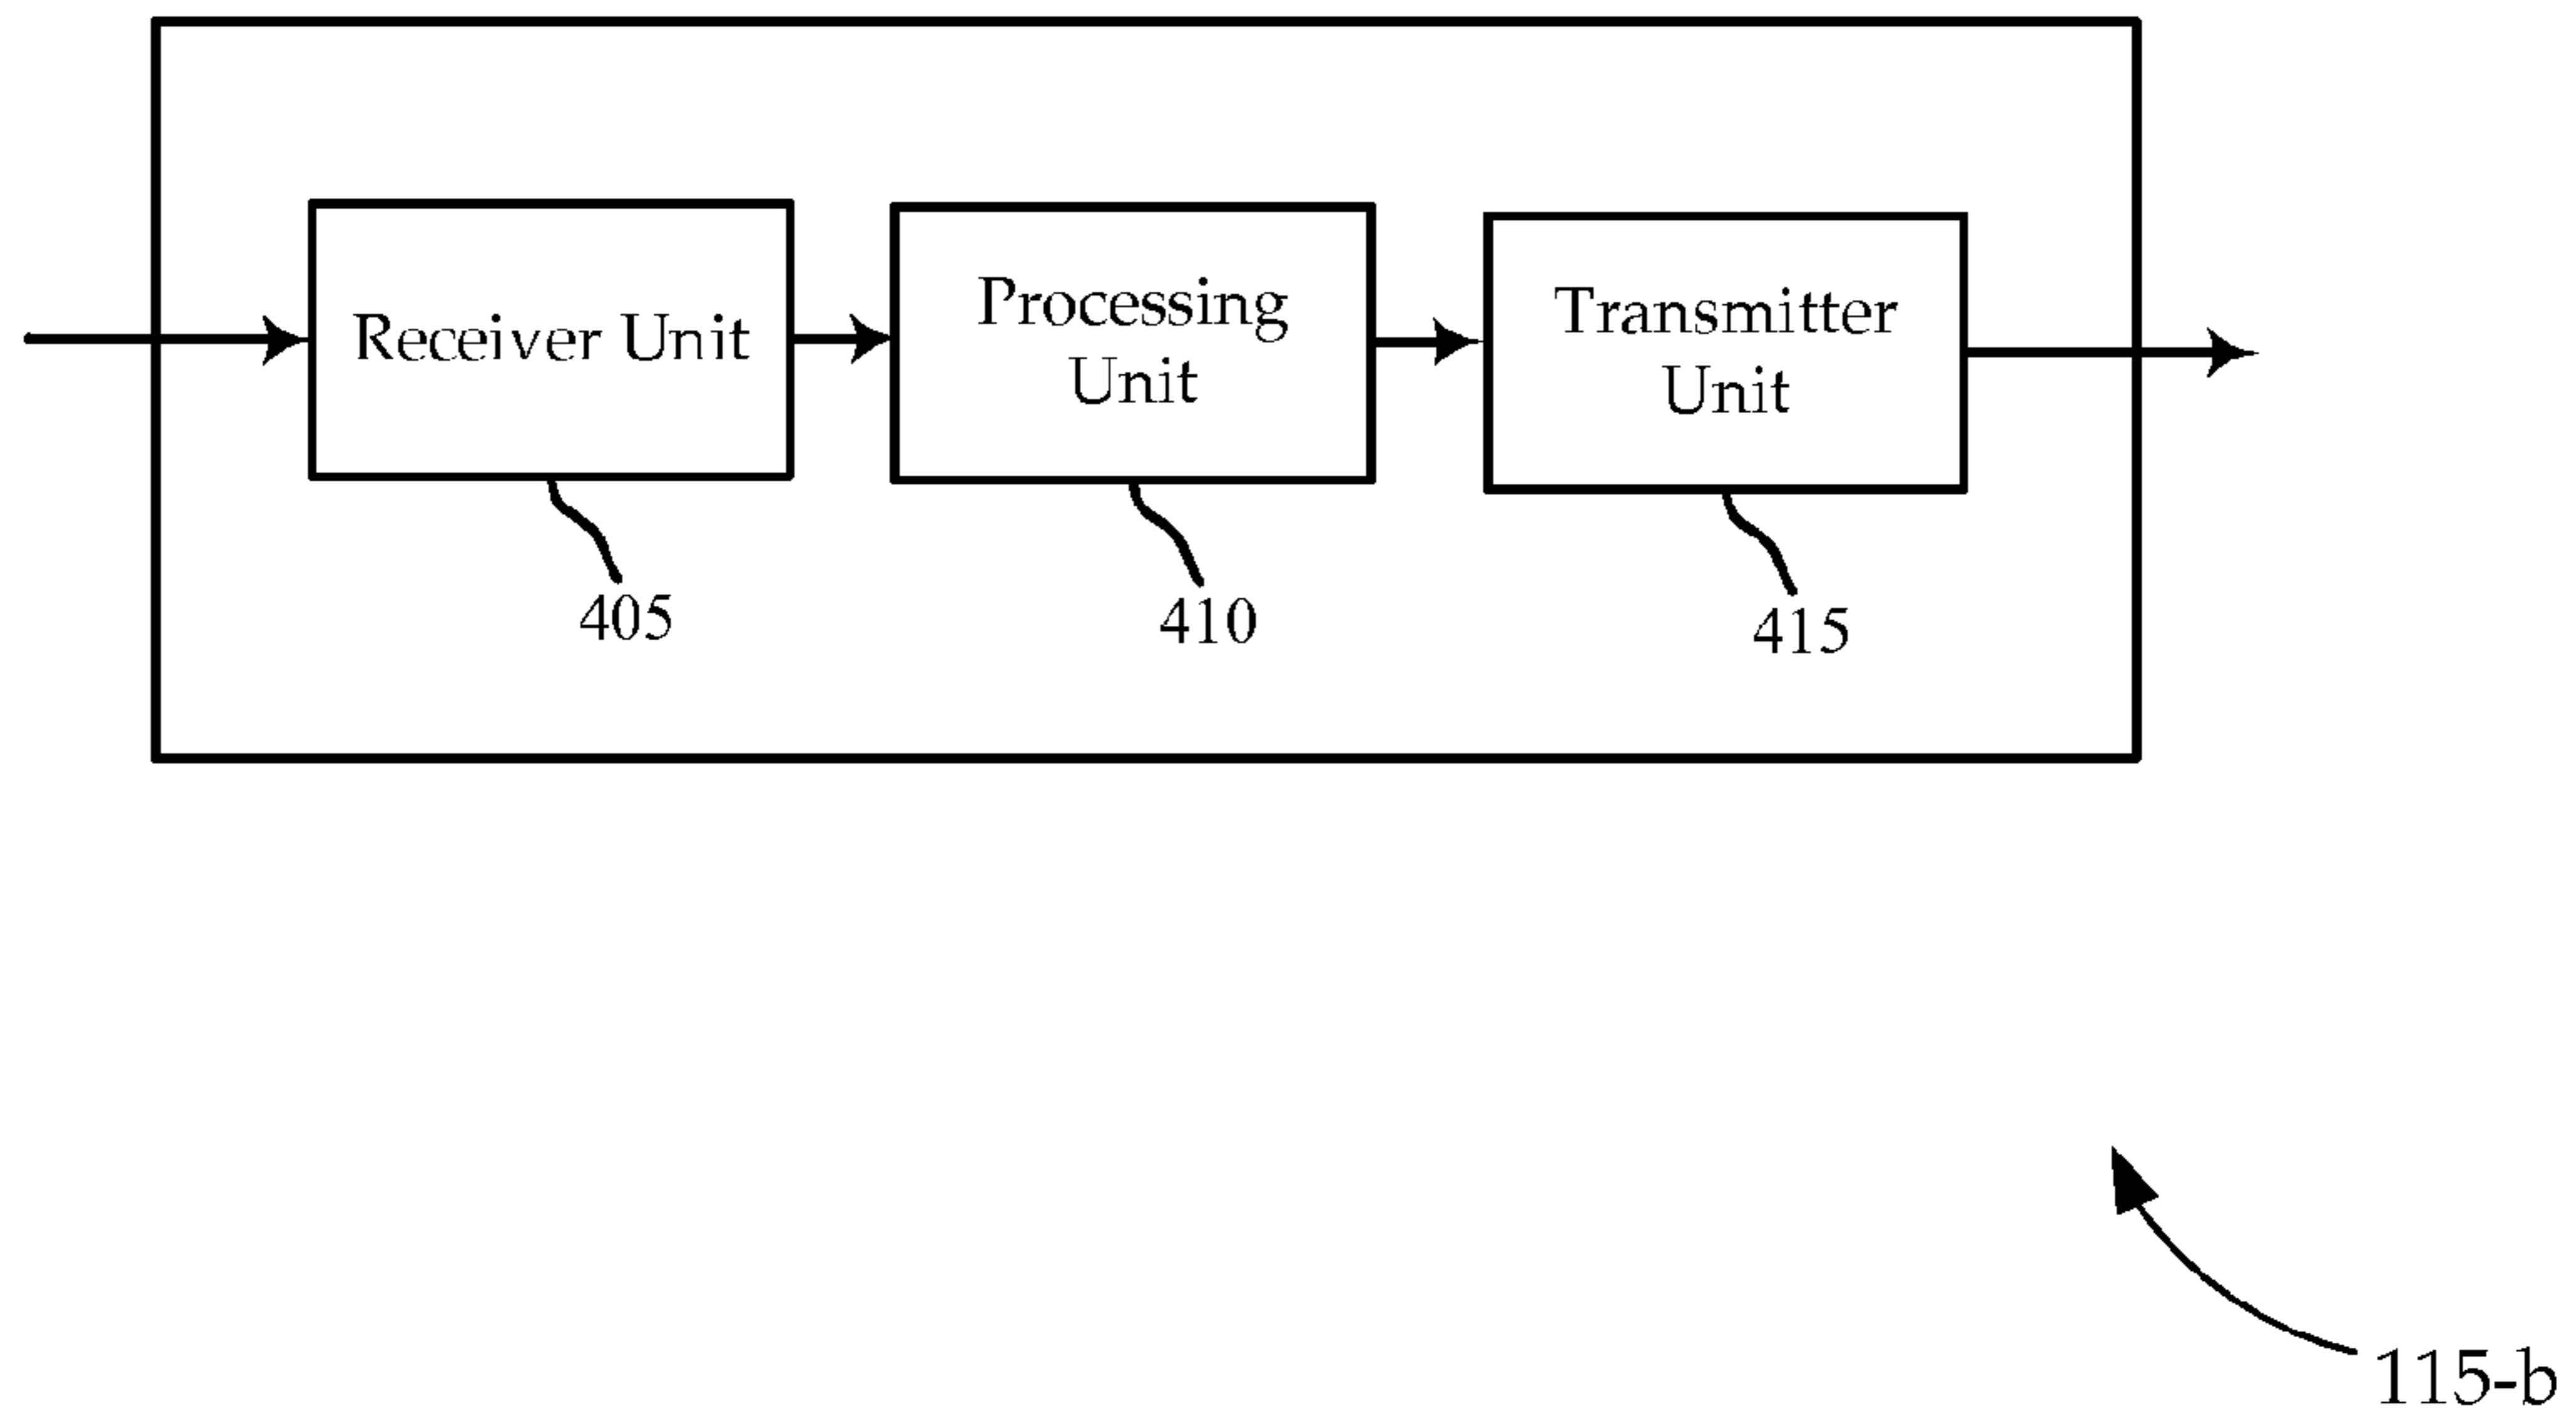 Receiver Unit
Processing
Unit
Transmitter
Unit
405
410
415
115-b